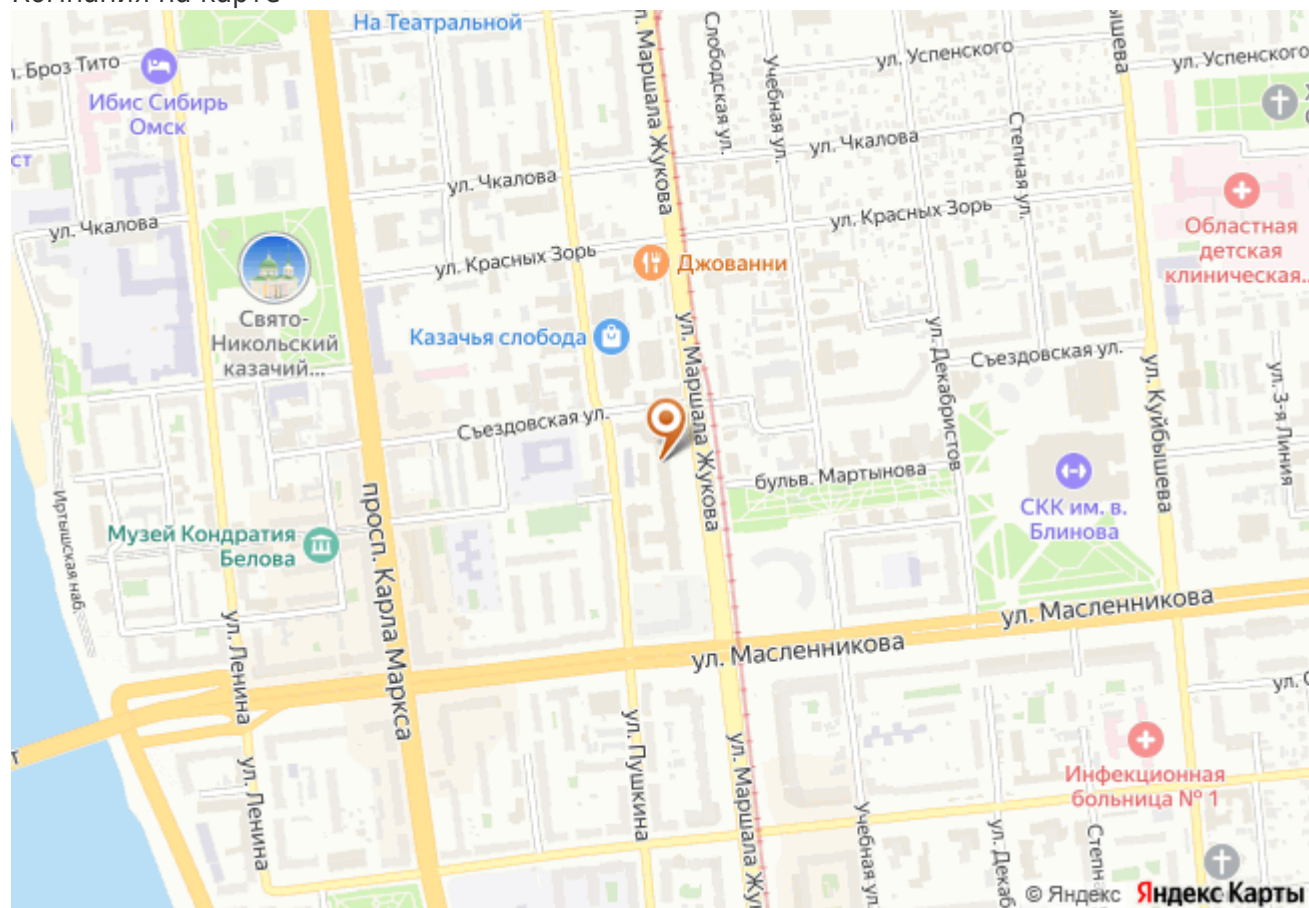 На Театральной
Броз Тито
Ибис Сибирь
Омск
ул. Чкалова
Свято-
Никольский
казачий...
ул. Чкалова
ул. Красных Зорь
Казачья слобода
Джованни
ул. Маршала Жукова
Слободская ул.
Учебная ул.
ул. Успенского
ул. Успенского
ул. Чкалова
Степная ул.
ул. Красных Зорь
Областная
детская
клиническая...
ул. Маршала Жукова
ул. Декабристов
Съездовская ул.
ул. Куйбышева
ул. 3-я Линия
Съездовская ул.
бульв. Мартынова
СКК им. в.
Блинова
Иртышская наб.
Музей Кондратия
Белова
просп. Карла Маркса
ул. Ленина
ул. Масленникова
ул. Масленникова
ул. Ленина
ул. Пушкина
ул. Маршала
Учебная ул.
Инфекционная
больница № 1
© Яндекс Яндекс Карты